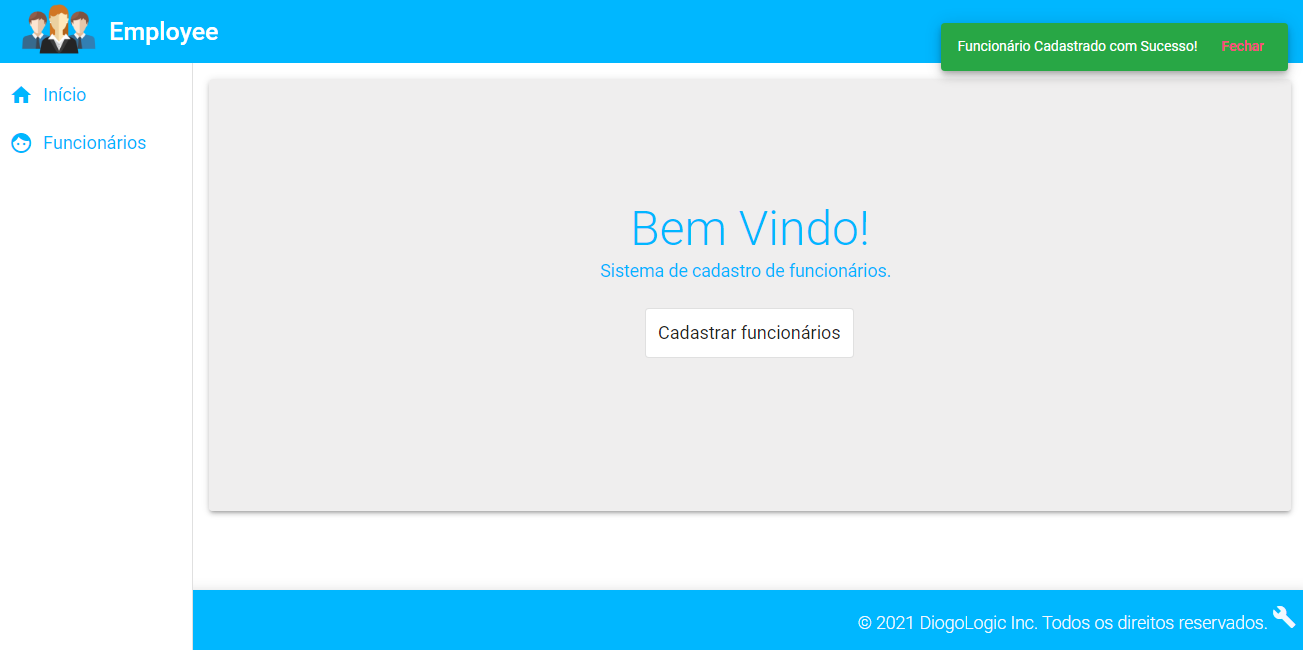 Employee
Funcionário Cadastrado com Sucesso! Fechar
Início
Funcionários
Bem Vindo!
Sistema de cadastro de funcionários.
Cadastrar funcionários
© 2021 DiogoLogic Inc. Todos os direitos reservados.